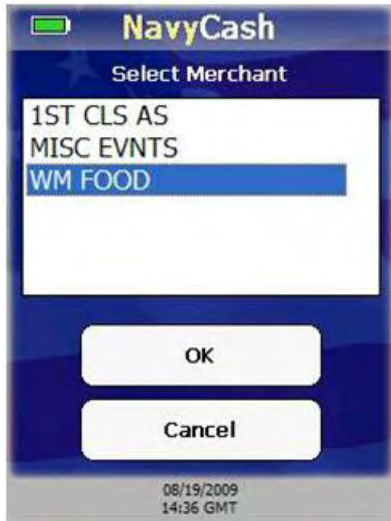 NavyCash
Select Merchant
1ST CLS AS
MISC EVNTS
WM FOOD
OK
Cancel
08/19/2009
14:36 GMT